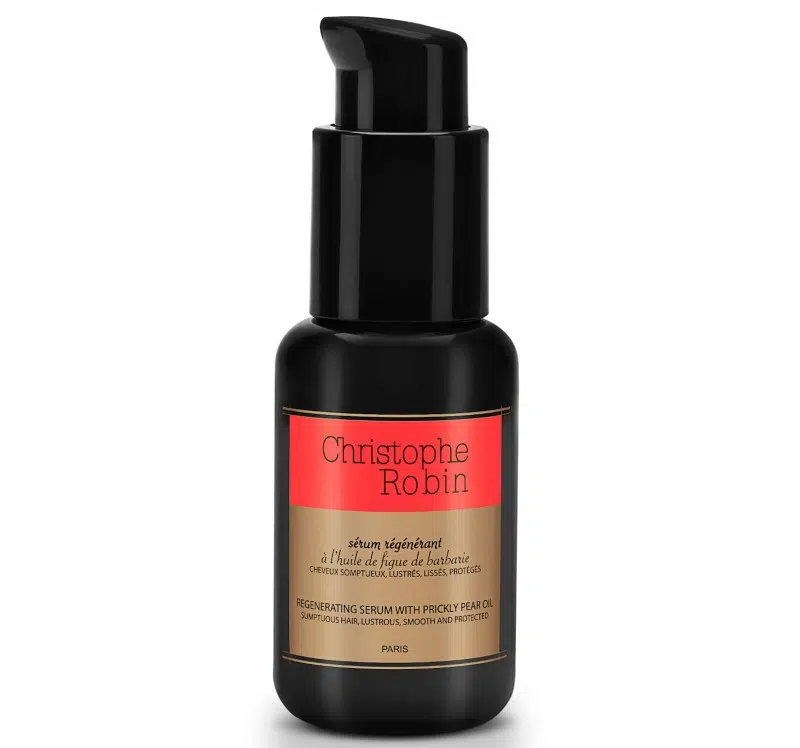 Christophe
Robin
sérum régénérant
à l'huile de figue de barbarie
CHEVEUX SOMPTUEUX, LUSTRÉS, LISSÉS, PROTÉGÉS
REGENERATING SERUM WITH PRICKLY PEAR OIL
SUMPTUOUS HAIR, LUSTROUS, SMOOTH AND PROTECTED
PARIS